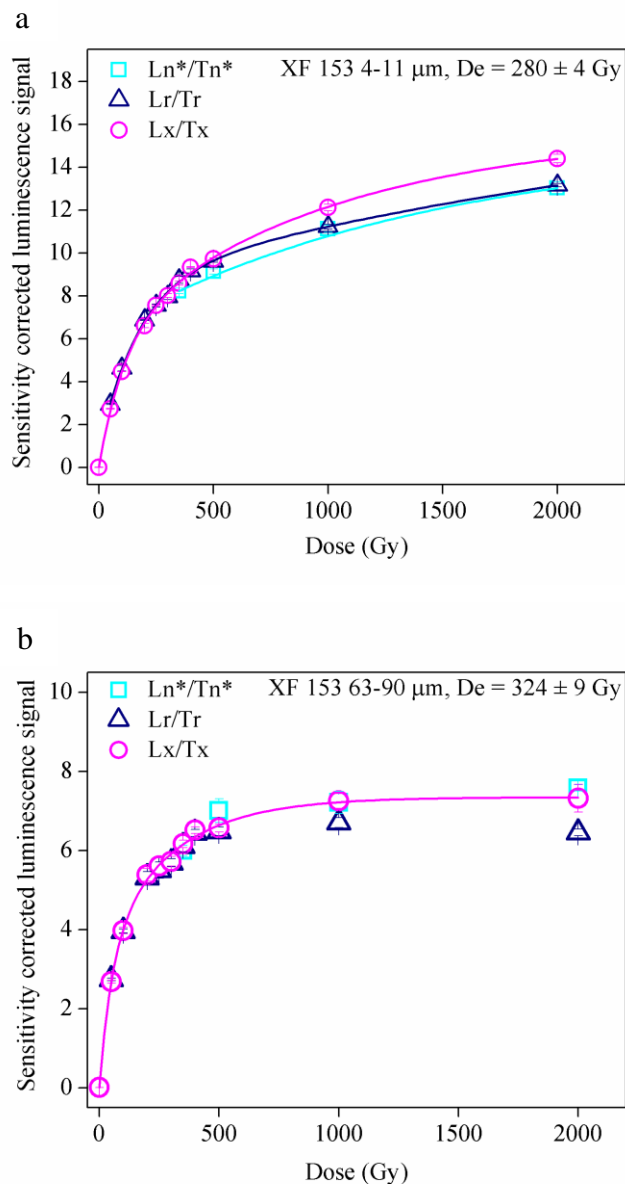 a
Ln*/Tn* XF 153 4-11 μm, De = 280 ± 4 Gy
Lr/Tr
Lx/Tx
Sensitivity corrected luminescence signal
18
16
14
12
10
8
6
4
2
0
0 500 1000 1500 2000
Dose (Gy)
b
Ln*/Tn* XF 153 63-90 μm, De = 324 ± 9 Gy
Lr/Tr
Lx/Tx
Sensitivity corrected luminescence signal
10
8
6
4
2
0
0 500 1000 1500 2000
Dose (Gy)